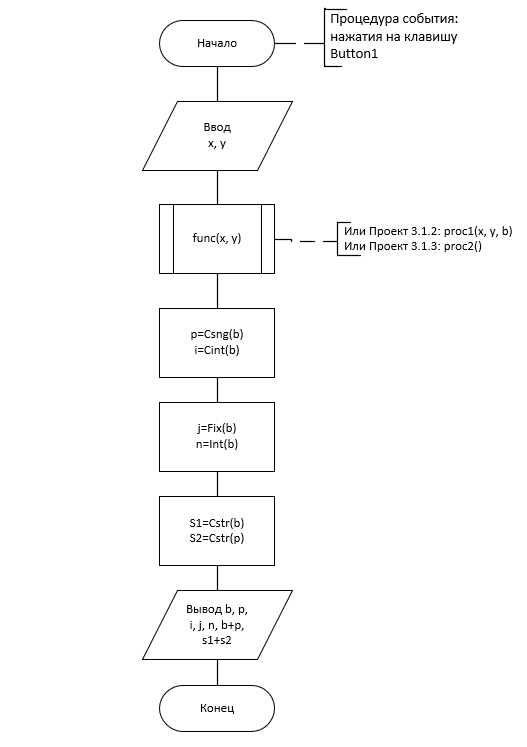 Начало
Процедура события:
нажатия на клавишу
Button1
Ввод
x, y
func(x, y)
Или Проект 3.1.2: proc1(x, y, b)
Или Проект 3.1.3: proc2()
p=Csng(b)
i=Cint(b)
j=Fix(b)
n=Int(b)
S1=Cstr(b)
S2=Cstr(p)
Вывод b, p,
i, j, n, b+p,
s1+s2
Конец